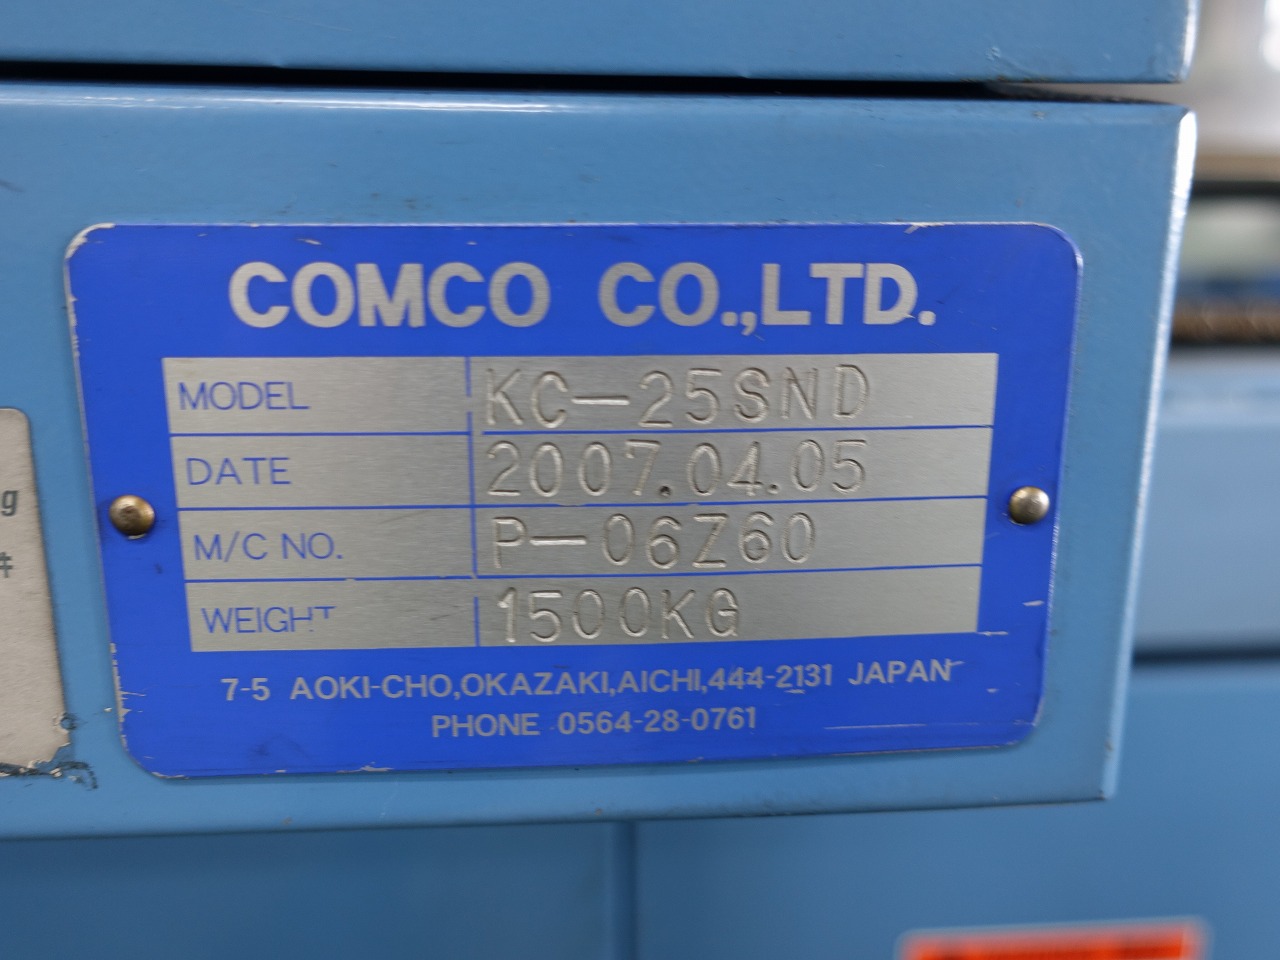 COMCO CO.,LTD.
MODEL KC-25SND
DATE 2007.04.05
M/C NO. P-06Z60
WEIGHT 1500KG
7-5 AOKI-CHO,OKAZAKI,AICHI,444-2131 JAPAN
PHONE 0564-28-0761